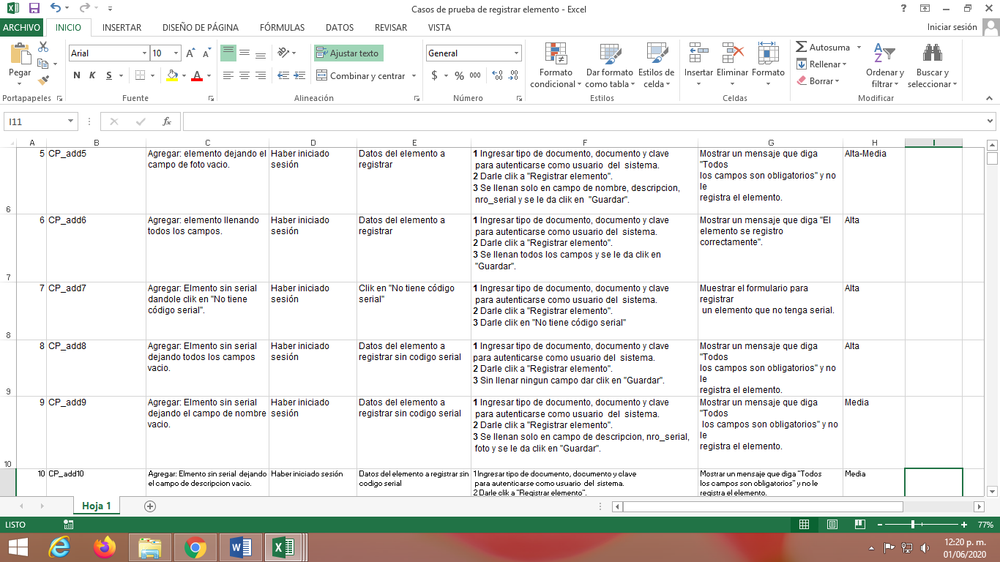 Casos de prueba de registrar elemento - Excel
ARCHIVO INICIO INSERTAR DISEÑO DE PÁGINA FÓRMULAS DATOS REVISAR VISTA Iniciar sesión
Pegar
Portapapeles
Arial 10
N K S
Fuente
Ajustar texto
Combinar y centrar
Alineación
General
$ % 000
Número
Formato
condicional
Dar formato
como tabla
Estilos de
celda
Estilos
Insertar Eliminar Formato
Celdas
Autosuma
Rellenar
Borrar
Ordenar y
filtrar
Buscar y
seleccionar
Modificar
I11
fx
A B C D E F G H I
6
5
CP_add5
Agregar: elemento dejando el
campo de foto vacio.
Haber iniciado
sesión
Datos del elemento a
registrar
1 Ingresar tipo de documento, documento y clave
para autenticarse como usuario del sistema.
2 Darle clik a "Registrar elemento".
3 Se llenan solo en campo de nombre, descripcion,
nro_serial y se le da clik en "Guardar".
Mostrar un mensaje que diga
"Todos
los campos son obligatorios" y no
le
registra el elemento.
Alta-Media
7
6
CP_add6
Agregar: elemento llenando
todos los campos.
Haber iniciado
sesión
Datos del elemento a
registrar
1 Ingresar tipo de documento, documento y clave
para autenticarse como usuario del sistema.
2 Darle clik a "Registrar elemento".
3 Se llenan todos los campos y se le da clik en
"Guardar".
Mostrar un mensaje que diga "El
elemento se registro
correctamente".
Alta
8
7
CP_add7
Agregar: Elmento sin serial
dandole clik en "No tiene
código serial".
Haber iniciado
sesión
Clik en "No tiene código
serial"
1 Ingresar tipo de documento, documento y clave
para autenticarse como usuario del sistema.
2 Darle clik a "Registrar elemento".
3 Darle clik en "No tiene código serial"
Muestrar el formulario para
registrar
un elemento que no tenga serial.
Alta
9
8
CP_add8
Agregar: Elmento sin serial
dejando todos los campos
vacio.
Haber iniciado
sesión
Datos del elemento a
registrar sin codigo serial
1 Ingresar tipo de documento, documento y clave
para autenticarse como usuario del sistema.
2 Darle clik a "Registrar elemento".
3 Sin llenar ningun campo dar clik en "Guardar".
Mostrar un mensaje que diga
"Todos
los campos son obligatorios" y no
le
registra el elemento.
Alta
10
9
CP_add9
Agregar: Elmento sin serial
dejando el campo de nombre
vacio.
Haber iniciado
sesión
Datos del elemento a
registrar sin codigo serial
1 Ingresar tipo de documento, documento y clave
para autenticarse como usuario del sistema.
2 Darle clik a "Registrar elemento".
3 Se llenan solo en campo de descripcion, nro_serial,
foto y se le da clik en "Guardar".
Mostrar un mensaje que diga
"Todos
los campos son obligatorios" y no
le
registra el elemento.
Media
10
CP_add10
Agregar: Elmento sin serial dejando
el campo de descripcion vacio.
Haber iniciado sesión
Datos del elemento a registrar sin
codigo serial
1 Ingresar tipo de documento, documento y clave
para autenticarse como usuario del sistema.
2 Darle clik a "Registrar elemento".
Mostrar un mensaje que diga "Todos
los campos son obligatorios" y no le
registra el elemento.
Media
Hoja 1
LISTO 77%
12:20 p. m.
01/06/2020